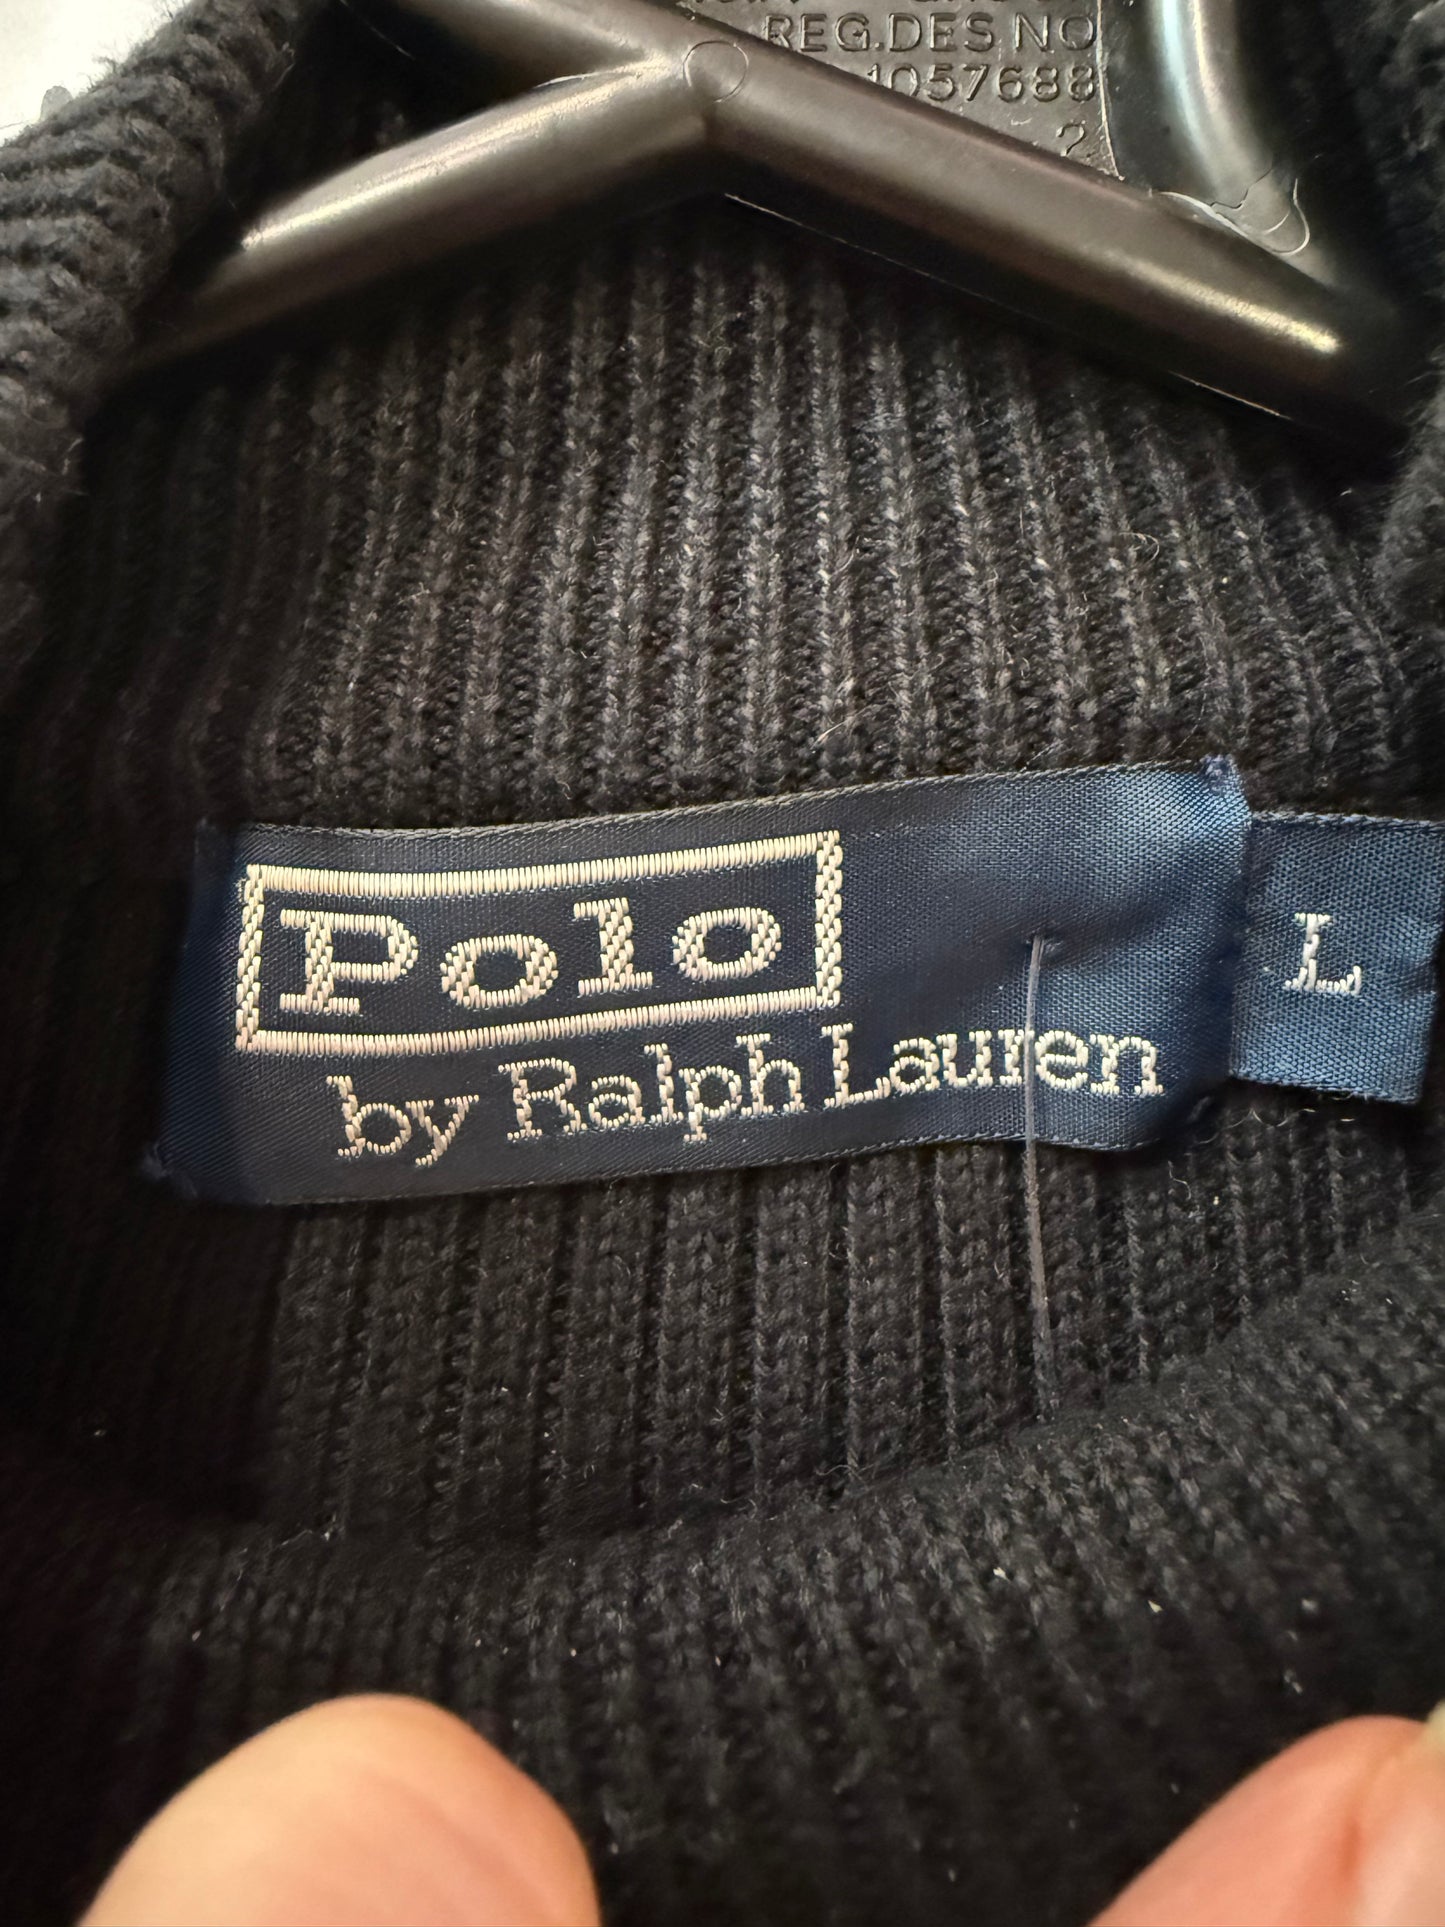 REG.DES NO
1057688
2
Polo
by Ralph Lauren
L